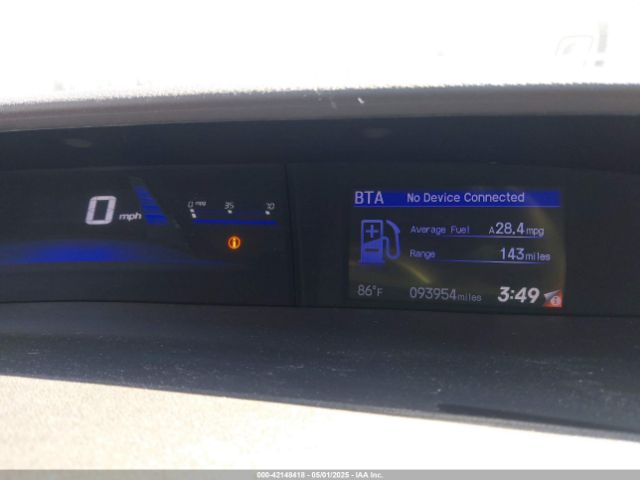 0 mph
0 mpg 35 70
BTA No Device Connected
Average Fuel A28.4mpg
Range 143miles
86°F 093954miles 3:49
000-42148418 - 05/01/2025 - IAA Inc.